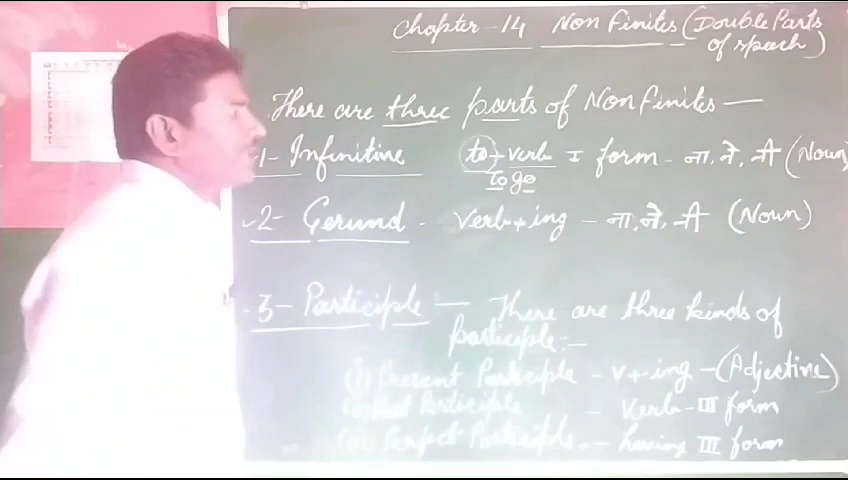 Chapter - 14 Non Finites (Double Parts
of speech)
There are three parts of Non Finites —
1- Infinitine to + verb I form - ना, ने, नी (Noun)
to go
2- Gerund - verb + ing - ना, ने, नी (Noun)
3- Participle — There are three kinds of
participle :-
(i) Present Participle - v + ing - (Adjective)
(ii) Past Participle - verb - III form
(iii) Perfect Participle - having III form